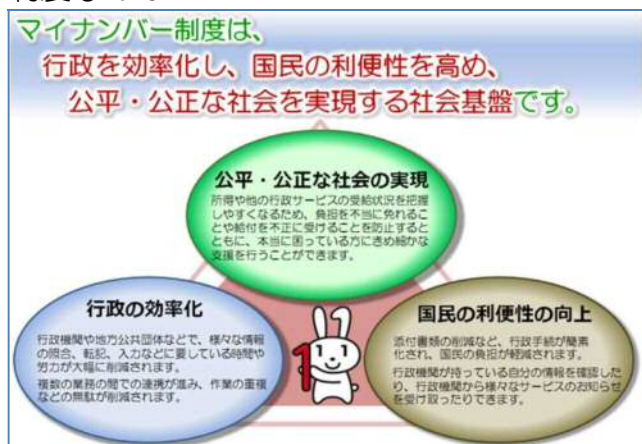 マイナンバー制度は、
行政を効率化し、国民の利便性を高め、
公平・公正な社会を実現する社会基盤です。
公平・公正な社会の実現
所得や他の行政サービスの受給状況を把握
しやすくなるため、負担を不当に免れるこ
とや給付を不正に受けることを防止すると
ともに、本当に困っている方にきめ細かな
支援を行うことができます。
行政の効率化
行政機関や地方公共団体などで、様々な情報
の照合、転記、入力などに要している時間や
労力が大幅に削減されます。
複数の業務の間での連携が進み、作業の重複
などの無駄が削減されます。
1
国民の利便性の向上
添付書類の削減など、行政手続が簡素
化され、国民の負担が軽減されます。
行政機関が持っている自分の情報を確認した
り、行政機関から様々なサービスのお知らせ
を受け取ったりできます。